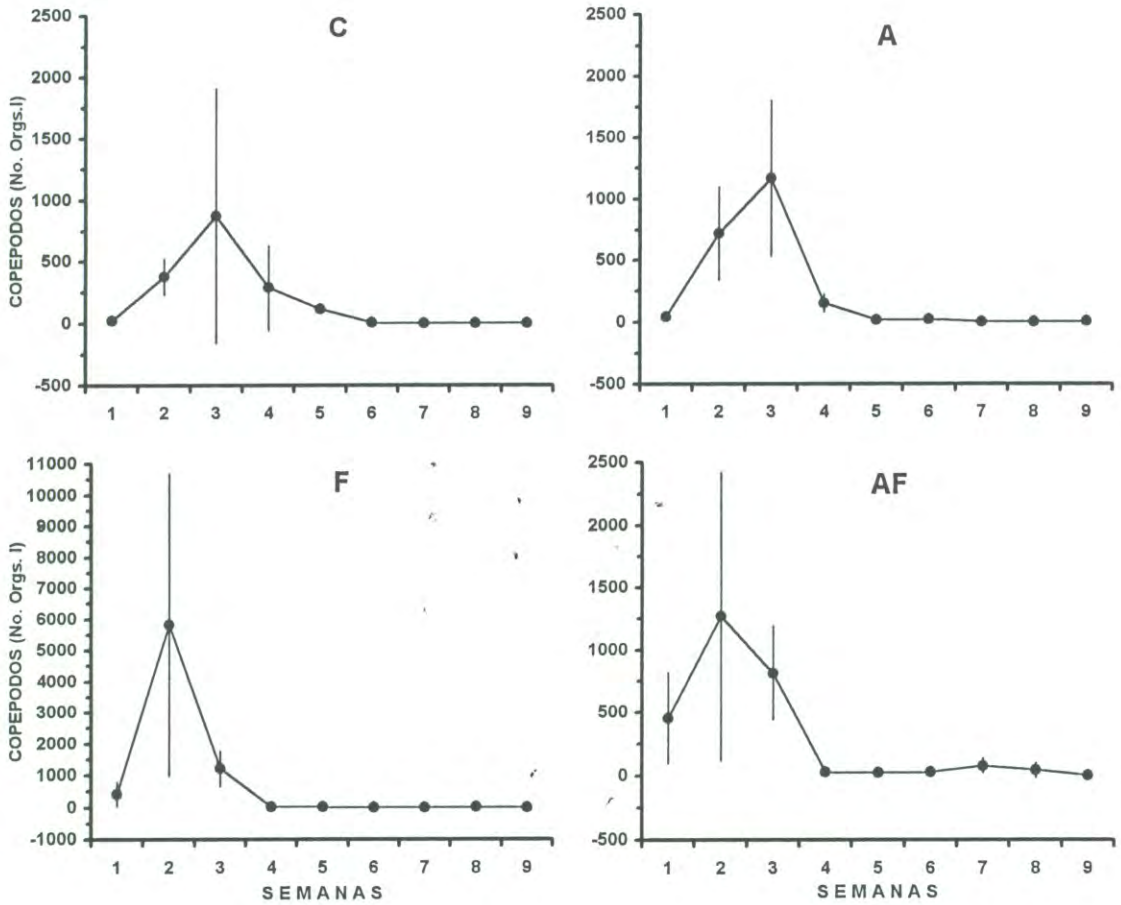 C
COPEPODOS (No. Orgs.l)
2500
2000
1500
1000
500
0
-500
1 2 3 4 5 6 7 8 9
A
2500
2000
1500
1000
500
0
-500
1 2 3 4 5 6 7 8 9
F
COPEPODOS (No. Orgs. l)
11000
10000
9000
8000
7000
6000
5000
4000
3000
2000
1000
0
-1000
1 2 3 4 5 6 7 8 9
SEMANAS
AF
2500
2000
1500
1000
500
0
-500
1 2 3 4 5 6 7 8 9
SEMANAS